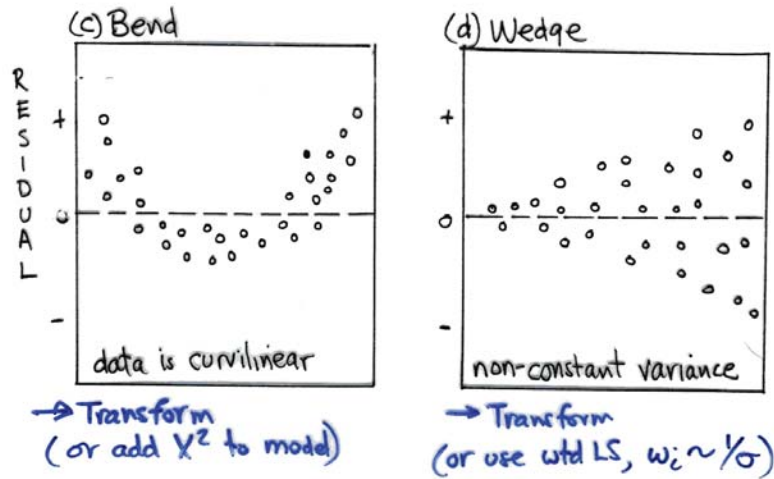 (c) Bend
(d) Wedge
RESIDUAL
+
0
-
data is curvilinear
→ Transform
(or add X² to model)
+
0
-
non-constant variance
→ Transform
(or use wtd LS, wᵢ ~ 1/σ)